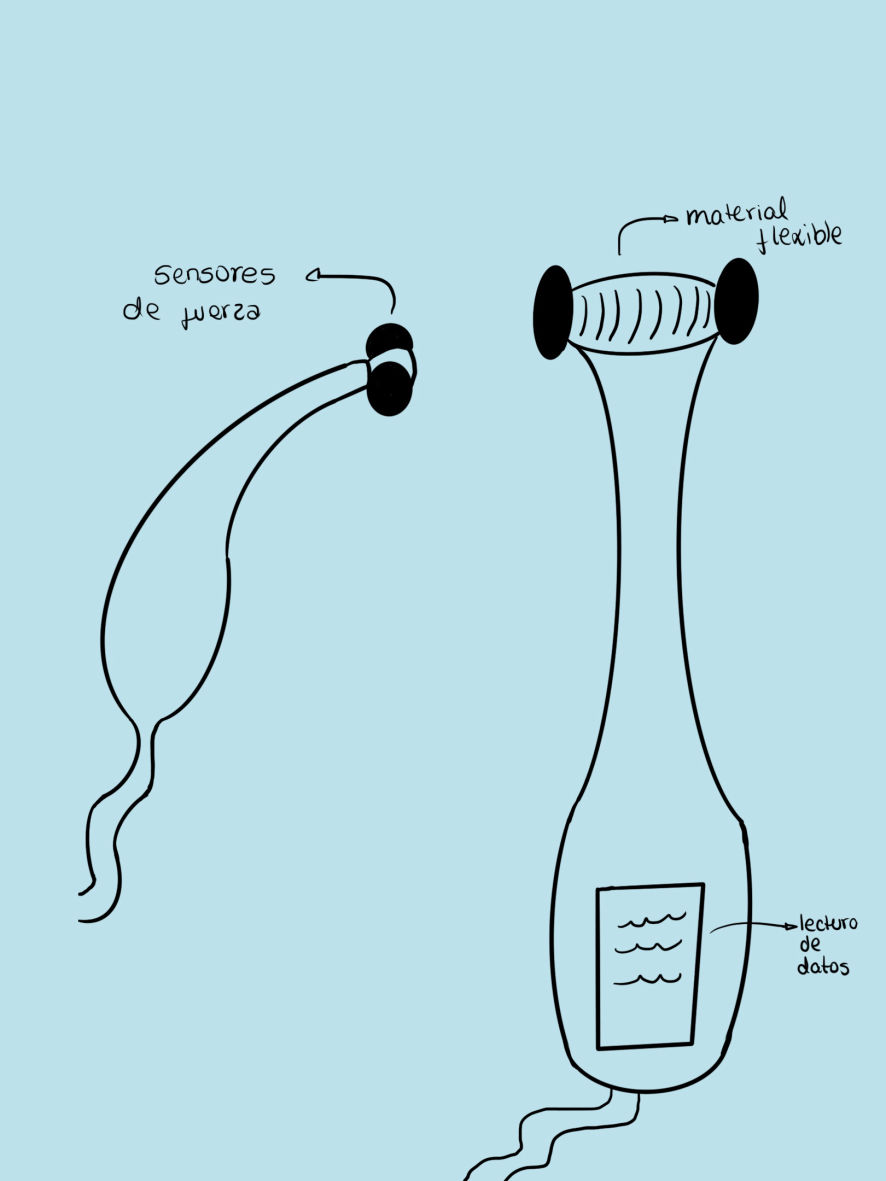 material
flexible
sensores
de fuerza
lectura
de
datos